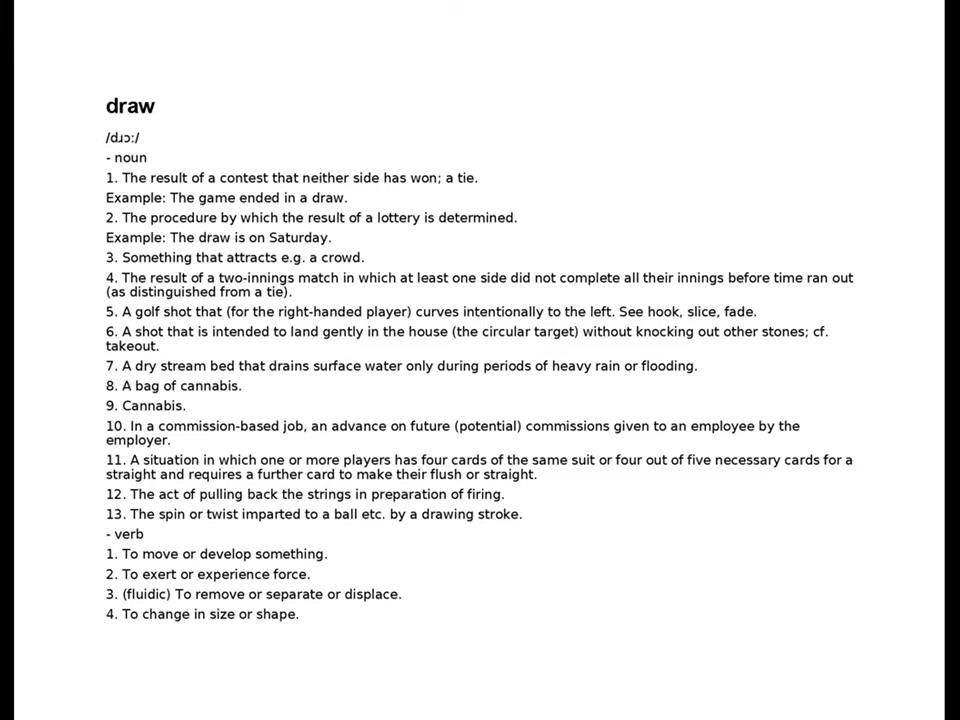 draw
/dɹɔː/
- noun
1. The result of a contest that neither side has won; a tie.
Example: The game ended in a draw.
2. The procedure by which the result of a lottery is determined.
Example: The draw is on Saturday.
3. Something that attracts e.g. a crowd.
4. The result of a two-innings match in which at least one side did not complete all their innings before time ran out
(as distinguished from a tie).
5. A golf shot that (for the right-handed player) curves intentionally to the left. See hook, slice, fade.
6. A shot that is intended to land gently in the house (the circular target) without knocking out other stones; cf.
takeout.
7. A dry stream bed that drains surface water only during periods of heavy rain or flooding.
8. A bag of cannabis.
9. Cannabis.
10. In a commission-based job, an advance on future (potential) commissions given to an employee by the
employer.
11. A situation in which one or more players has four cards of the same suit or four out of five necessary cards for a
straight and requires a further card to make their flush or straight.
12. The act of pulling back the strings in preparation of firing.
13. The spin or twist imparted to a ball etc. by a drawing stroke.
- verb
1. To move or develop something.
2. To exert or experience force.
3. (fluidic) To remove or separate or displace.
4. To change in size or shape.